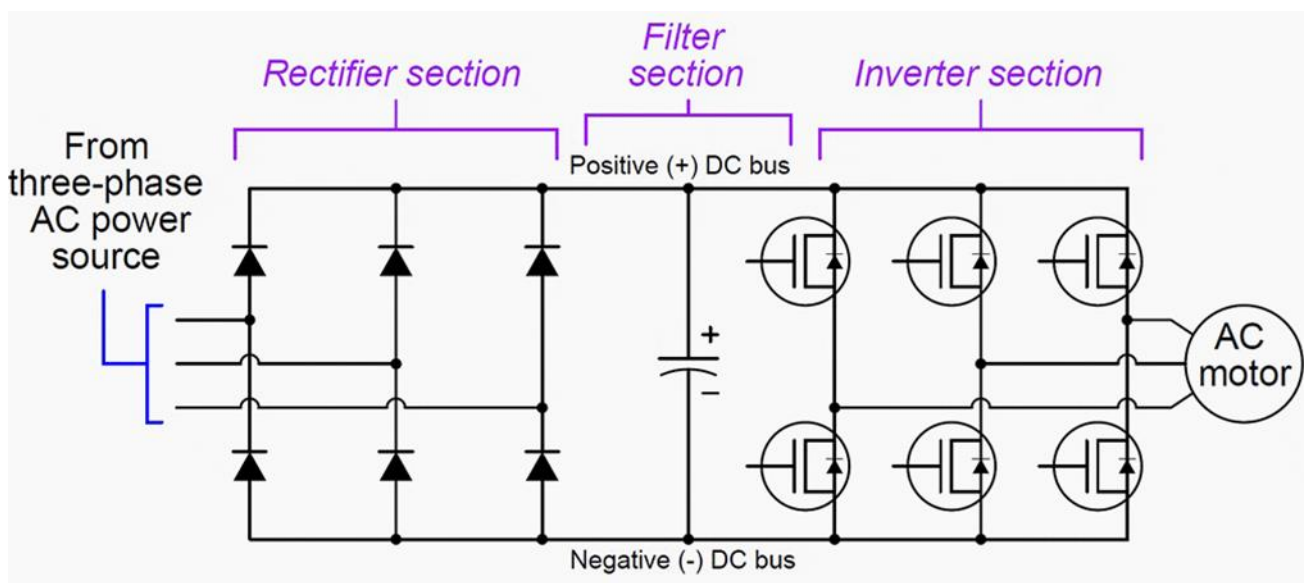 Rectifier section
Filter
section
Inverter section
From
three-phase
AC power
source
Positive (+) DC bus
+
−
AC
motor
Negative (-) DC bus